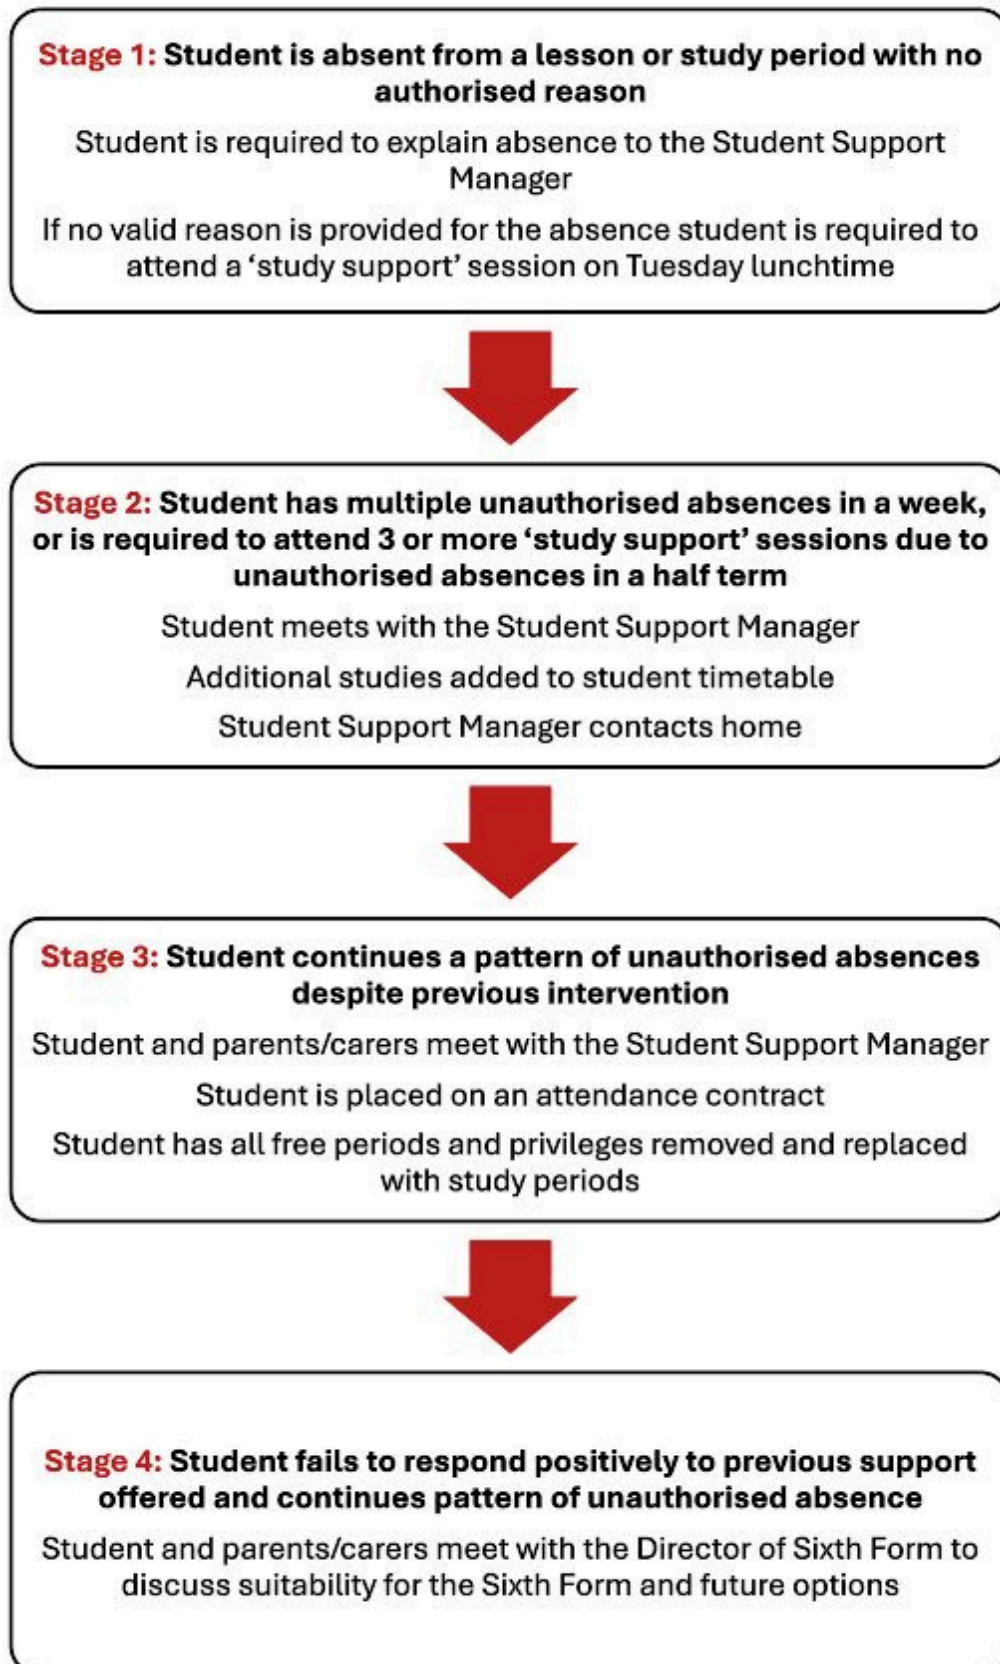 Stage 1: Student is absent from a lesson or study period with no
authorised reason
Student is required to explain absence to the Student Support
Manager
If no valid reason is provided for the absence student is required to
attend a ‘study support’ session on Tuesday lunchtime
Stage 2: Student has multiple unauthorised absences in a week,
or is required to attend 3 or more ‘study support’ sessions due to
unauthorised absences in a half term
Student meets with the Student Support Manager
Additional studies added to student timetable
Student Support Manager contacts home
Stage 3: Student continues a pattern of unauthorised absences
despite previous intervention
Student and parents/carers meet with the Student Support Manager
Student is placed on an attendance contract
Student has all free periods and privileges removed and replaced
with study periods
Stage 4: Student fails to respond positively to previous support
offered and continues pattern of unauthorised absence
Student and parents/carers meet with the Director of Sixth Form to
discuss suitability for the Sixth Form and future options